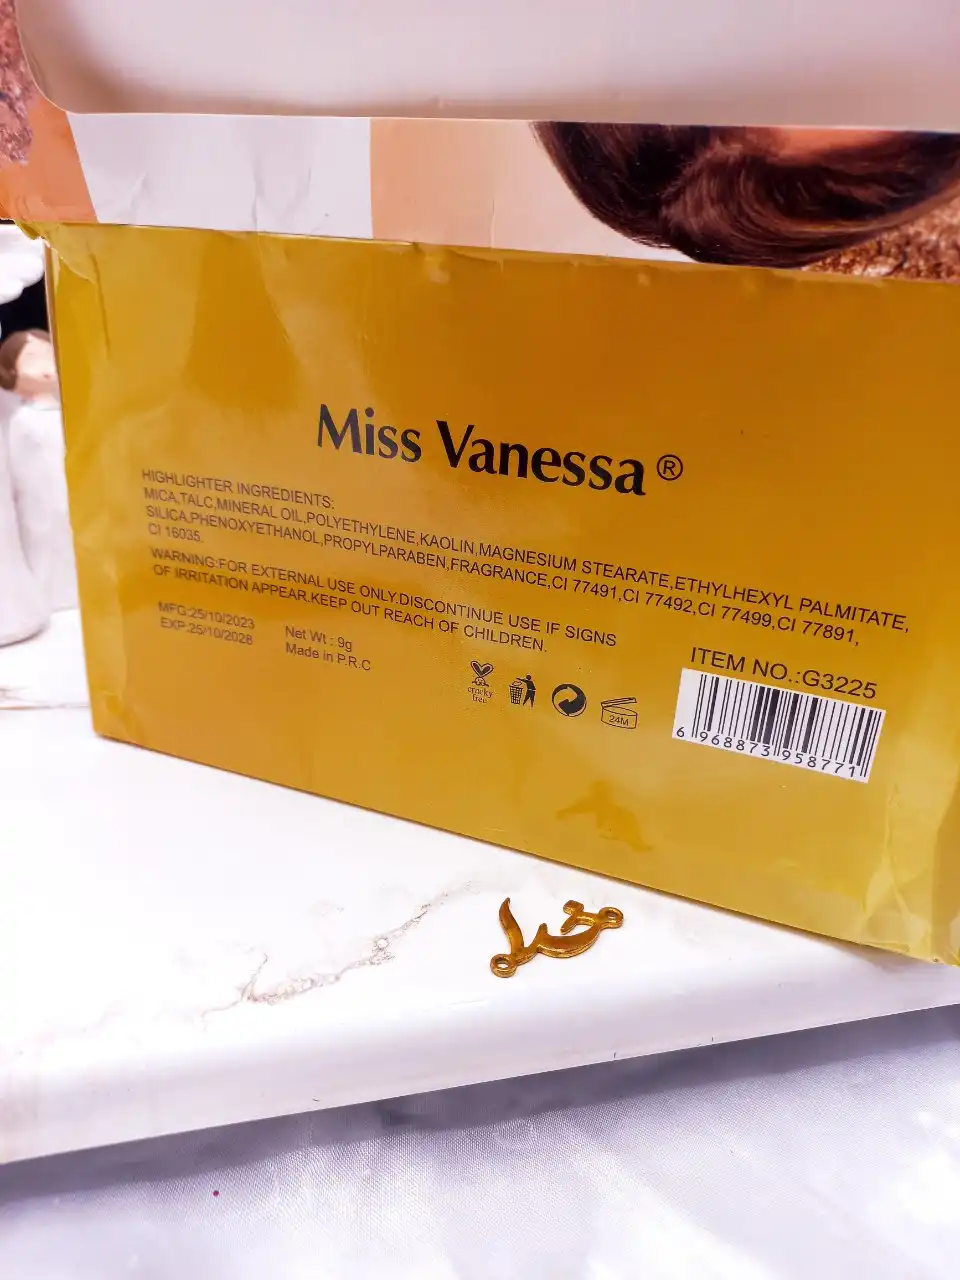 Miss Vanessa ®
HIGHLIGHTER INGREDIENTS:
MICA,TALC,MINERAL OIL,POLYETHYLENE,KAOLIN,MAGNESIUM STEARATE,ETHYLHEXYL PALMITATE,
SILICA,PHENOXYETHANOL,PROPYLPARABEN,FRAGRANCE,CI 77491,CI 77492,CI 77499,CI 77891,
CI 16035.
WARNING:FOR EXTERNAL USE ONLY.DISCONTINUE USE IF SIGNS
OF IRRITATION APPEAR.KEEP OUT REACH OF CHILDREN.
MFG:25/10/2023
EXP:25/10/2028
Net Wt : 9g
Made in P.R.C
cruelty
free
24M
ITEM NO.:G3225
6 968873 958771